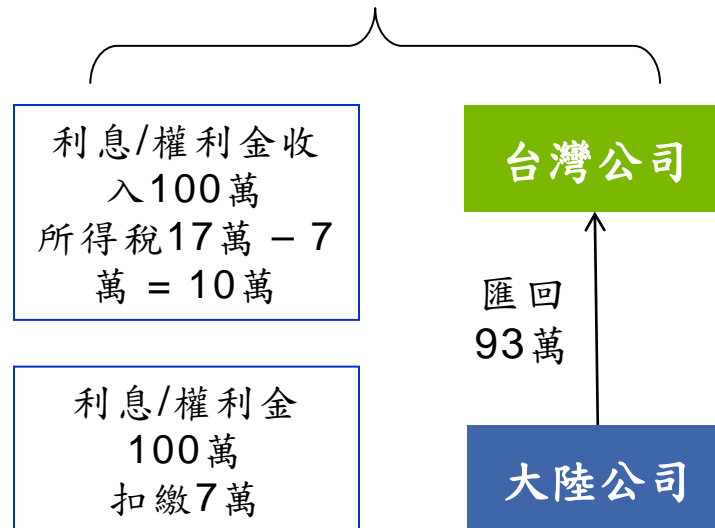 利息/權利金收
入100萬
所得稅17萬 – 7
萬 = 10萬
台灣公司
匯回
93萬
利息/權利金
100萬
扣繳7萬
大陸公司